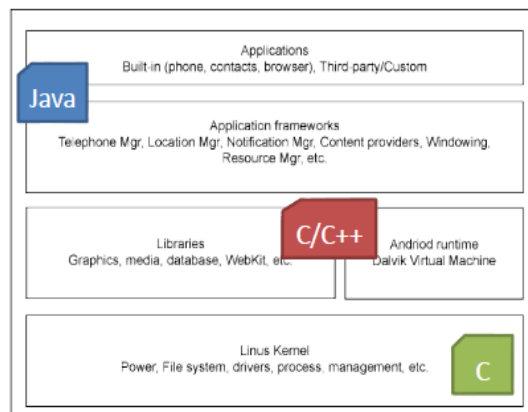 Applications
Built-in (phone, contacts, browser), Third-party/Custom
Java
Application frameworks
Telephone Mgr, Location Mgr, Notification Mgr, Content providers, Windowing,
Resource Mgr, etc.
C/C++
Libraries
Graphics, media, database, WebKit, etc.
Andriod runtime
Dalvik Virtual Machine
Linus Kernel
Power, File system, drivers, process, management, etc.
C